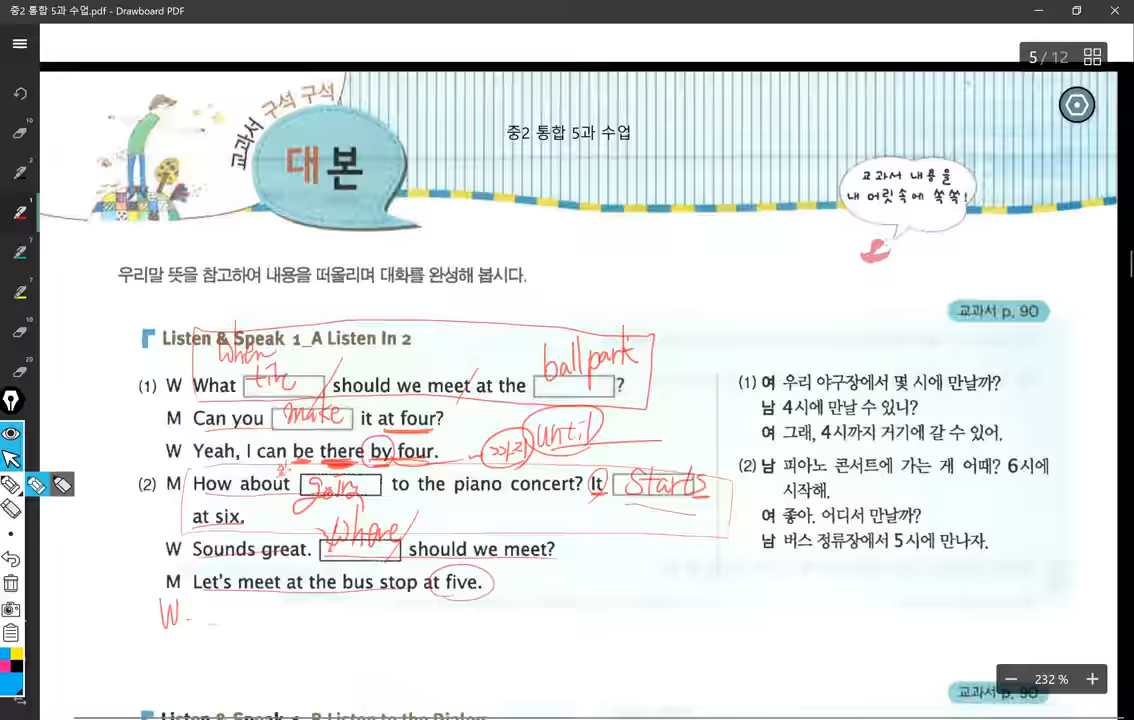 중2 통합 5과 수업.pdf - Drawboard PDF
5 / 12
교과서 구석 구석
대본
중2 통합 5과 수업
교과서 내용을
내 머릿속에 쏙쏙!
우리말 뜻을 참고하여 내용을 떠올리며 대화를 완성해 봅시다.
교과서 p. 90
Listen & Speak 1_A Listen In 2
When
ball park
(1) W What time should we meet at the ?
M Can you make it at four?
until
W Yeah, I can be there by four.
(2) M How about going to the piano concert? It starts
at six.
W Sounds great. Where should we meet?
M Let's meet at the bus stop at five.
W
(1) 여 우리 야구장에서 몇 시에 만날까?
남 4시에 만날 수 있니?
여 그래, 4시까지 거기에 갈 수 있어.
(2) 남 피아노 콘서트에 가는 게 어때? 6시에
시작해.
여 좋아. 어디서 만날까?
남 버스 정류장에서 5시에 만나자.
232 %
교과서 p. 90